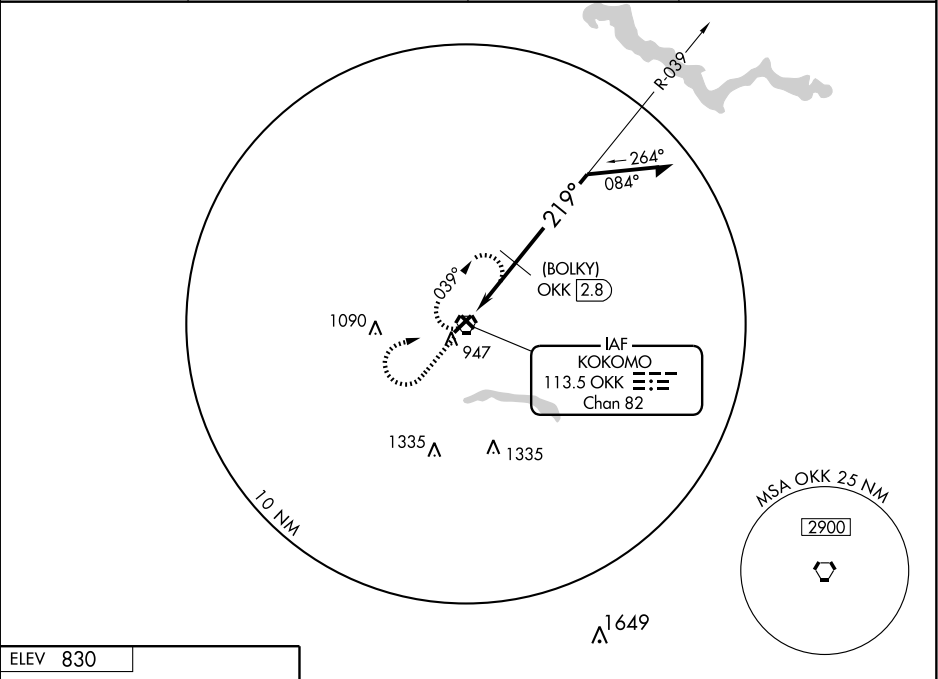 R-039
264°
084°
219°
039°
(BOLKY)
OKK 2.8
1090
947
IAF
KOKOMO
113.5 OKK
Chan 82
1335
1335
10 NM
MSA OKK 25 NM
2900
1649
ELEV 830